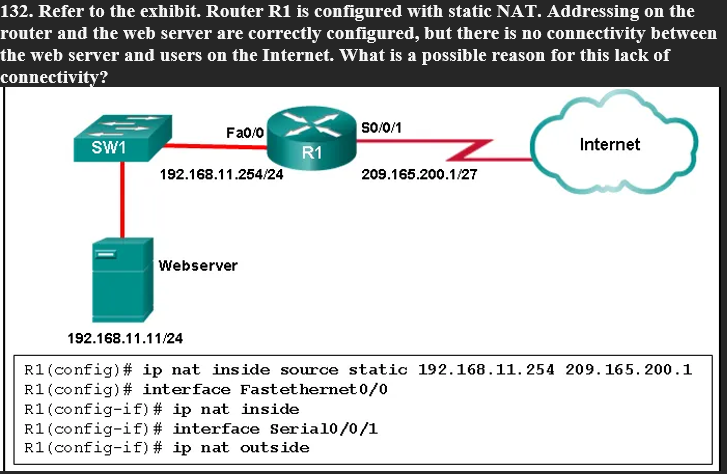 132. Refer to the exhibit. Router R1 is configured with static NAT. Addressing on the
router and the web server are correctly configured, but there is no connectivity between
the web server and users on the Internet. What is a possible reason for this lack of
connectivity?
Fa0/0
S0/0/1
SW1
R1
Internet
192.168.11.254/24
209.165.200.1/27
Webserver
192.168.11.11/24
R1(config)# ip nat inside source static 192.168.11.254 209.165.200.1
R1(config)# interface Fastethernet0/0
R1(config-if)# ip nat inside
R1(config-if)# interface Serial0/0/1
R1(config-if)# ip nat outside